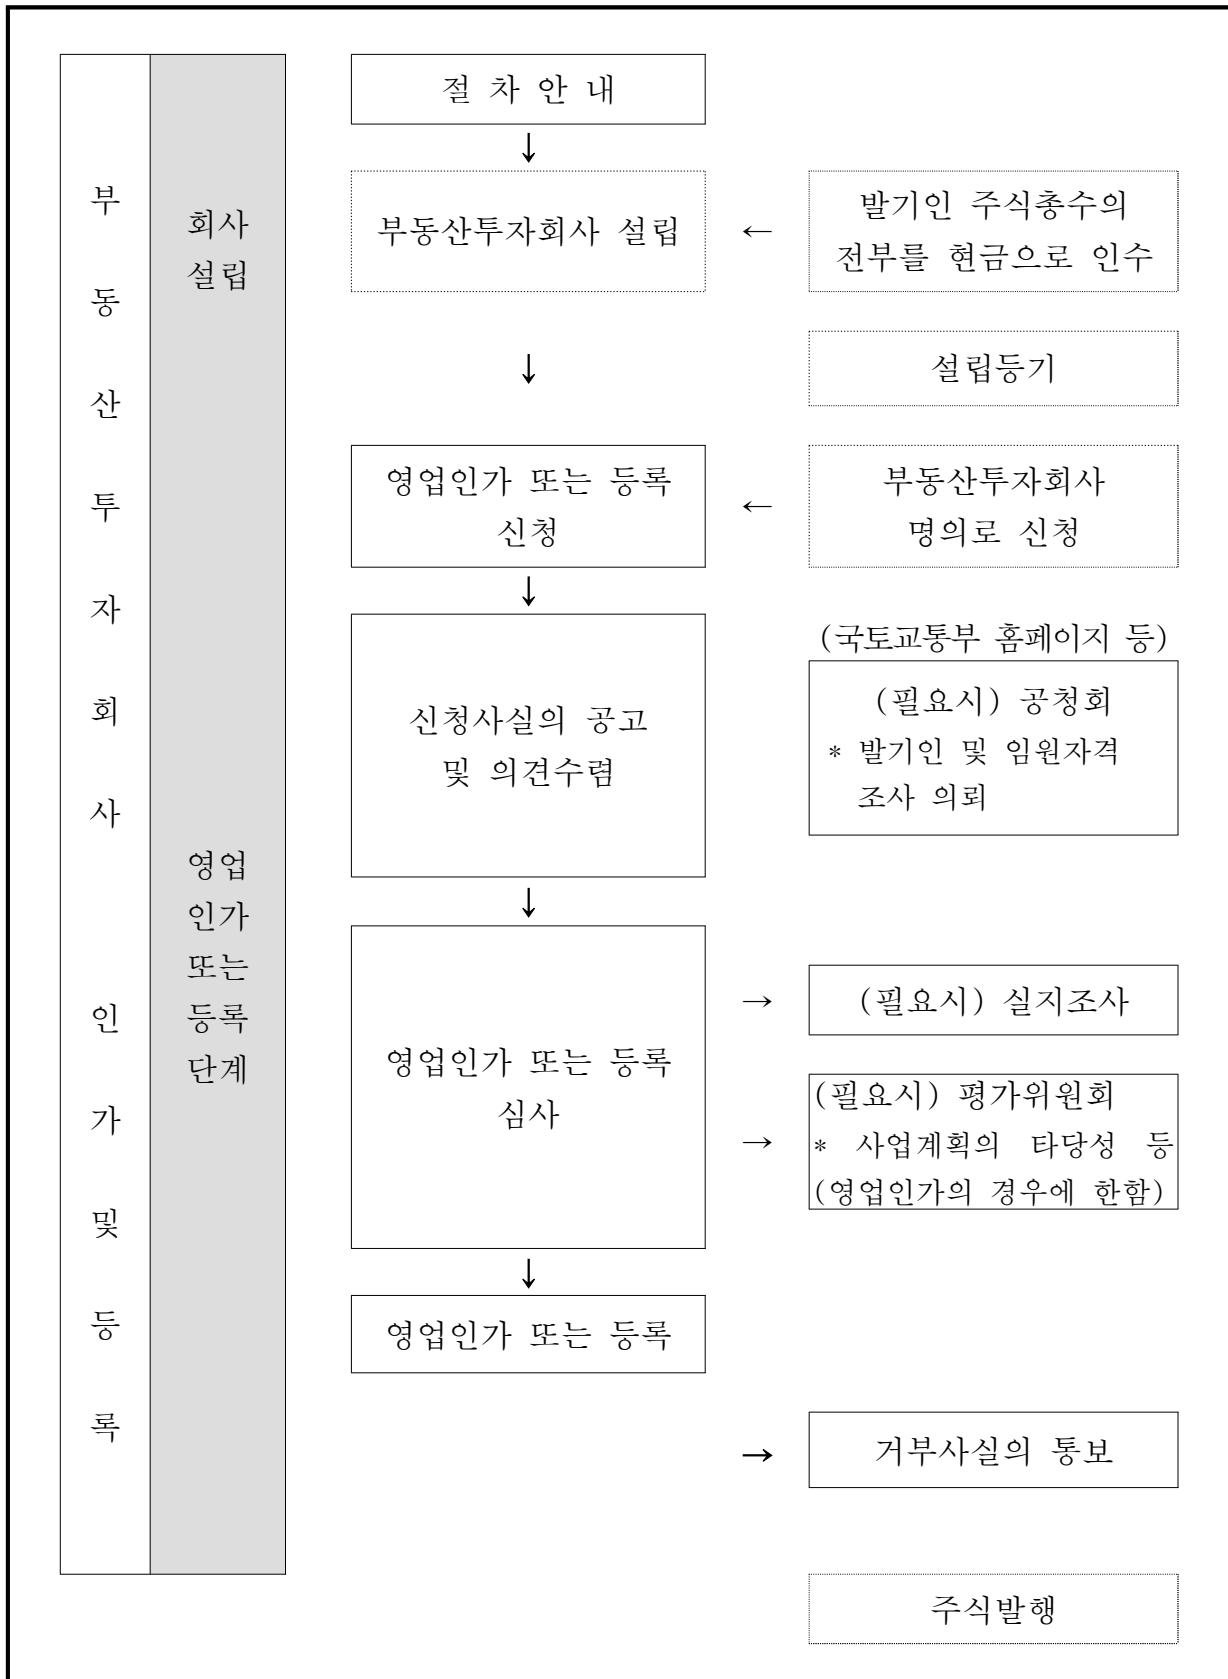 부동산투자회사 인가및등록
회사
설립
영업
인가
또는
등록
단계
절 차 안 내
↓
부동산투자회사 설립
←
발기인 주식총수의
전부를 현금으로 인수
↓
설립등기
영업인가 또는 등록
신청
←
부동산투자회사
명의로 신청
↓
신청사실의 공고
및 의견수렴
(국토교통부 홈페이지 등)
(필요시) 공청회
* 발기인 및 임원자격
조사 의뢰
↓
영업인가 또는 등록
심사
→
(필요시) 실지조사
→
(필요시) 평가위원회
* 사업계획의 타당성 등
(영업인가의 경우에 한함)
↓
영업인가 또는 등록
→
거부사실의 통보
주식발행